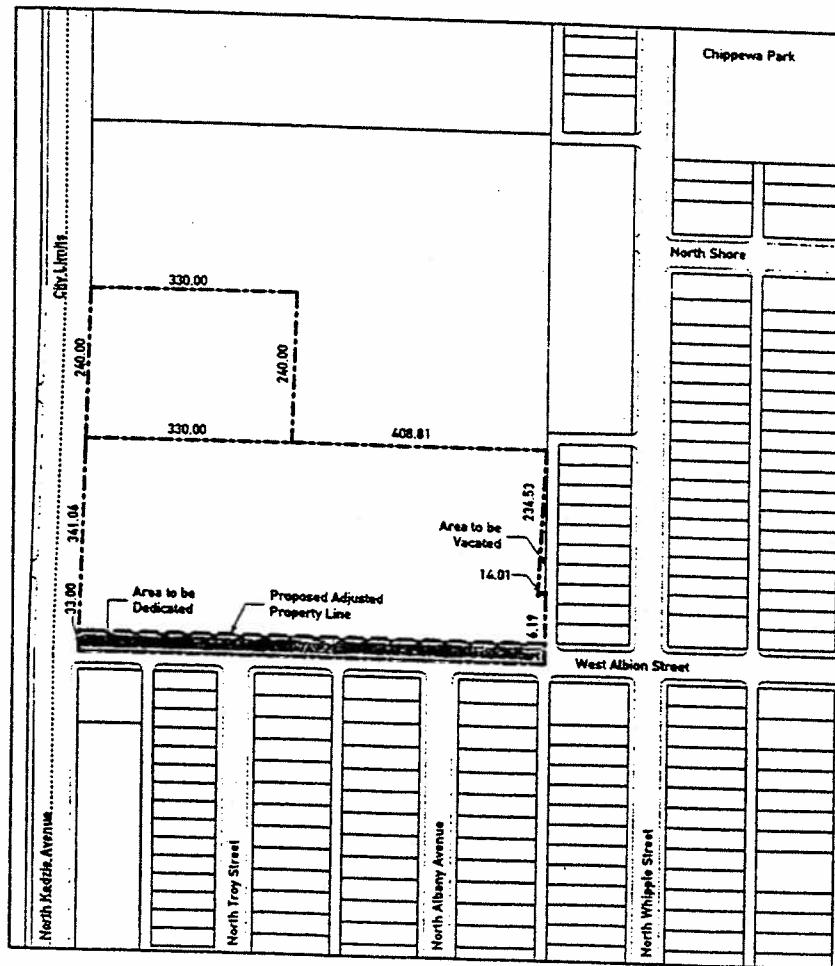 Chippewa Park
North Shore
City Limits
330.00
240.00
240.00
330.00
408.81
341.06
234.53
Area to be
Vacated
14.01
33.00
Area to be
Dedicated
Proposed Adjusted
Property Line
6.19
West Albion Street
North Kedzie Avenue
North Troy Street
North Albany Avenue
North Whipple Street